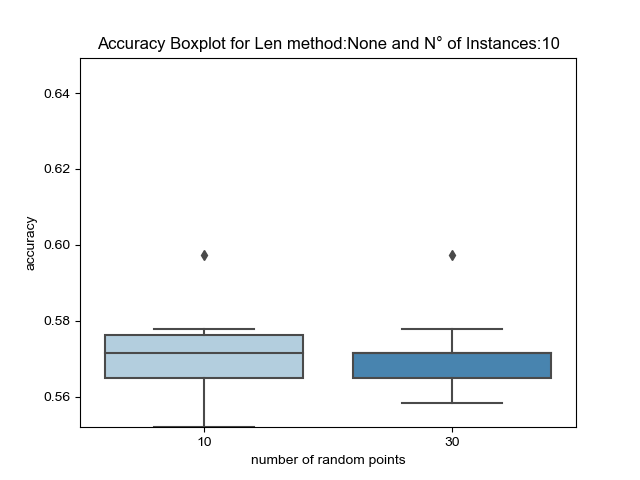 Accuracy Boxplot for Len method:None and N° of Instances:10
0.64
0.62
0.60
0.58
0.56
accuracy
10
30
number of random points